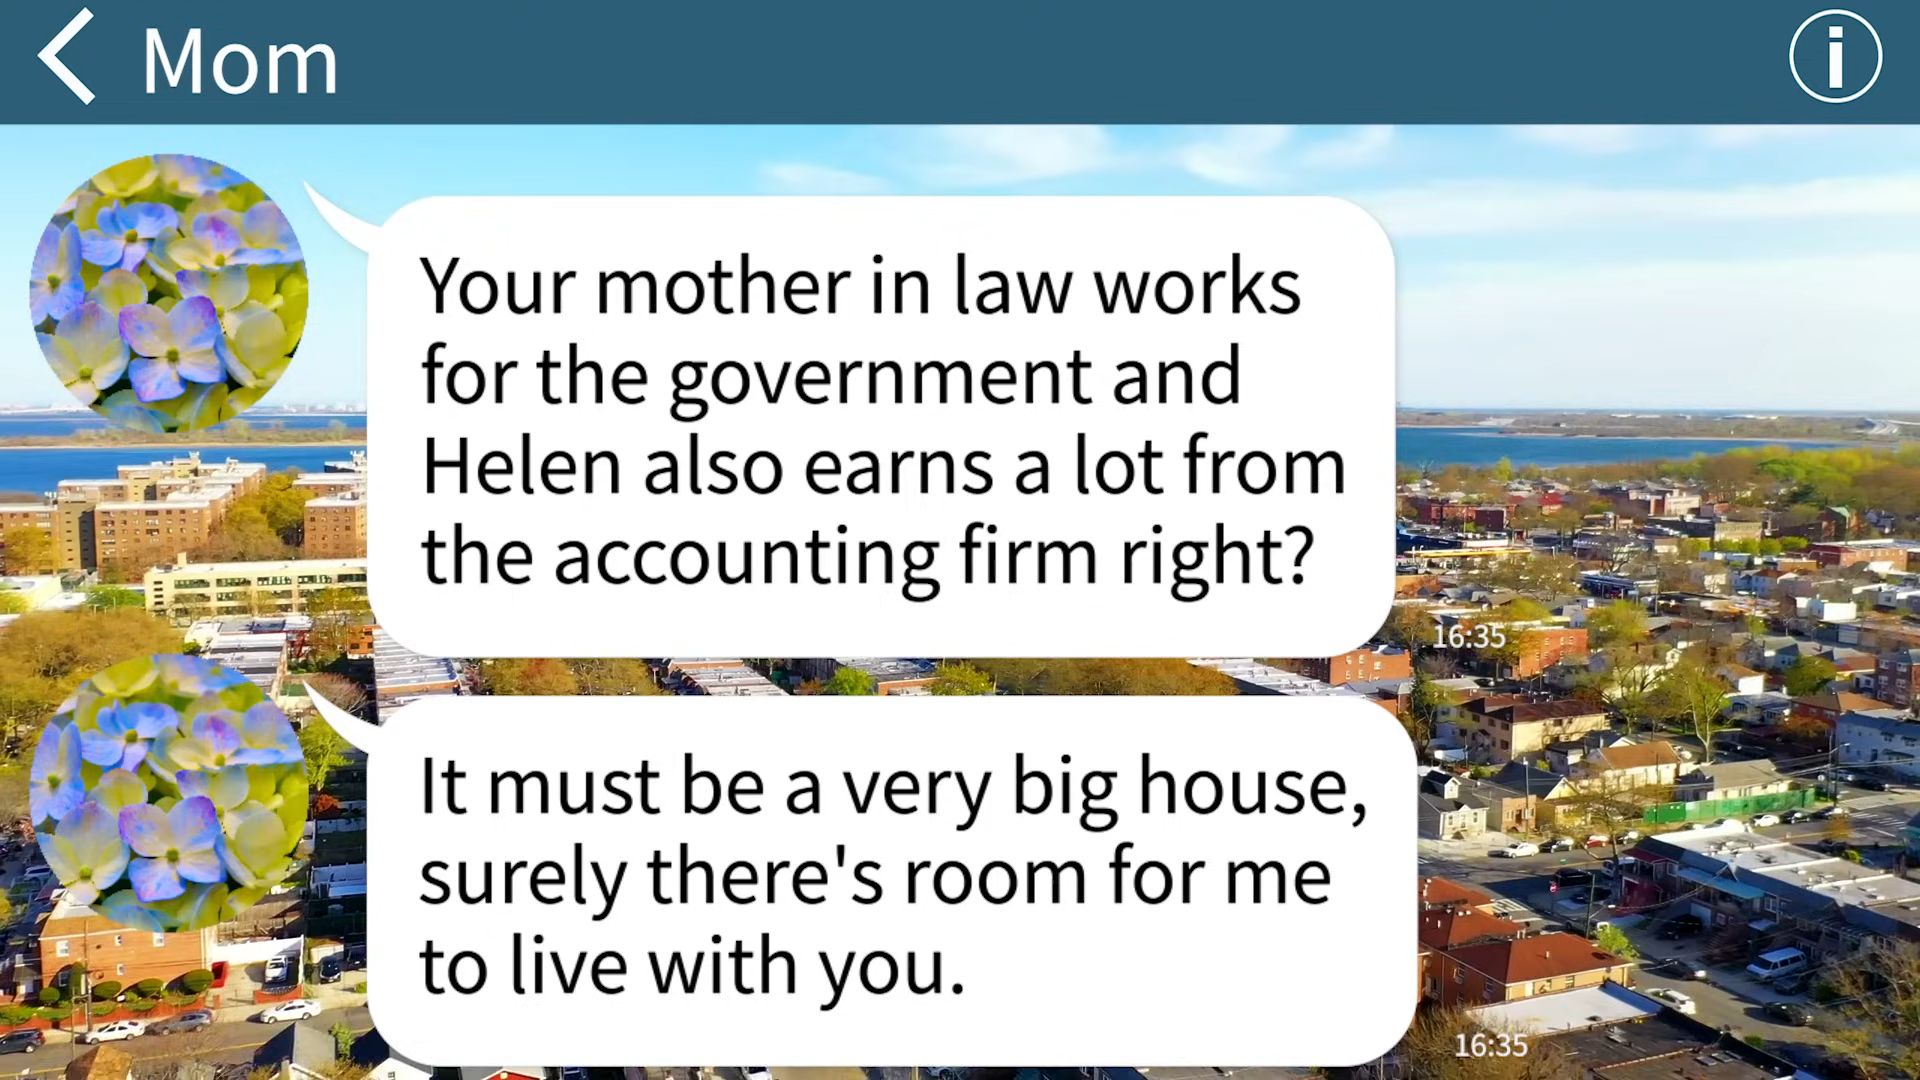 Mom
Your mother in law works
for the government and
Helen also earns a lot from
the accounting firm right?
16:35
It must be a very big house,
surely there's room for me
to live with you.
16:35